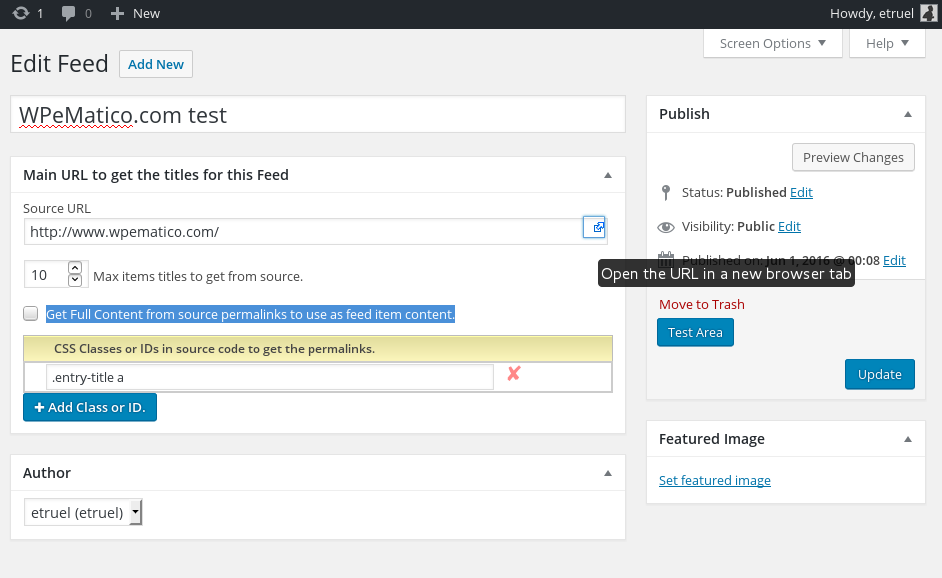 1 0 New Howdy, etruel
Screen Options Help
Edit Feed Add New
WPeMatico.com test
Main URL to get the titles for this Feed
Source URL
http://www.wpematico.com/
10 Max items titles to get from source.
Get Full Content from source permalinks to use as feed item content.
CSS Classes or IDs in source code to get the permalinks.
.entry-title a
Add Class or ID.
Author
etruel (etruel)
Publish
Preview Changes
Status: Published Edit
Visibility: Public Edit
Published on: Jun 1, 2016 @ 00:08 Edit
Open the URL in a new browser tab
Move to Trash
Test Area
Update
Featured Image
Set featured image